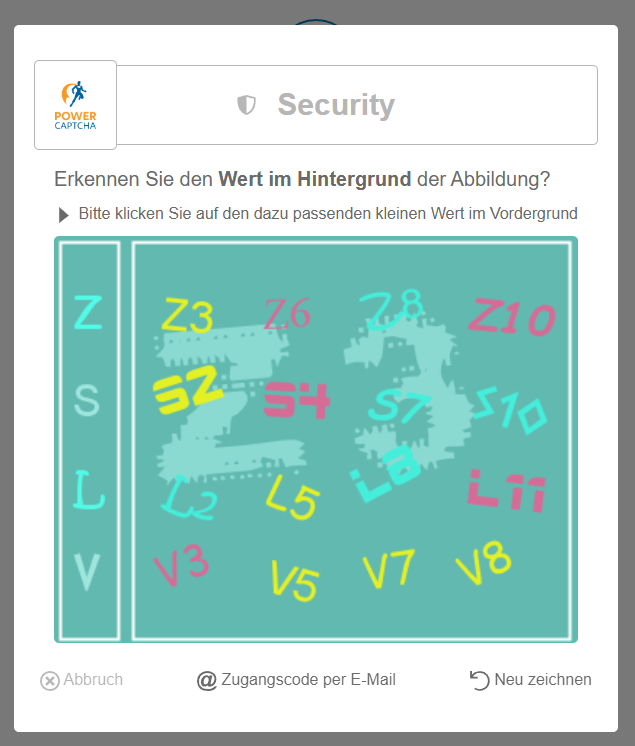 POWER
CAPTCHA
Security
Erkennen Sie den Wert im Hintergrund der Abbildung?
Bitte klicken Sie auf den dazu passenden kleinen Wert im Vordergrund
Z Z3 Z6 Z8 Z10
S S2 S4 S7 S10
L L2 L5 L8 L11
V V3 V5 V7 V8
Z3
Abbruch @ Zugangscode per E-Mail Neu zeichnen